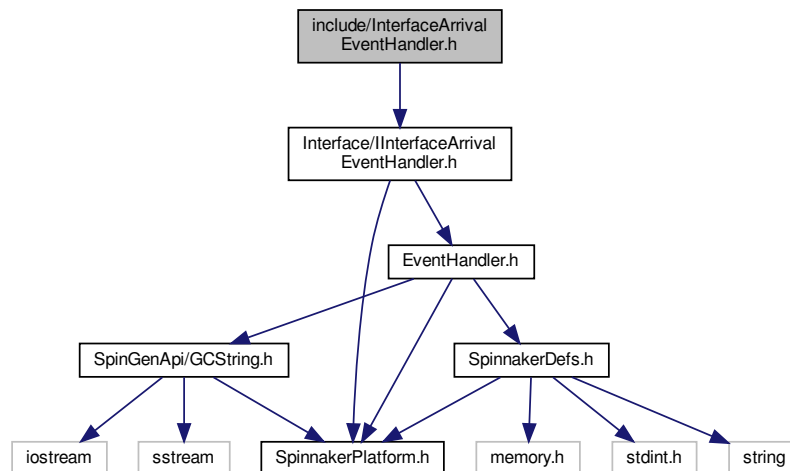 include/InterfaceArrival
EventHandler.h
Interface/IInterfaceArrival
EventHandler.h
EventHandler.h
SpinGenApi/GCString.h
SpinnakerDefs.h
iostream
sstream
SpinnakerPlatform.h
memory.h
stdint.h
string